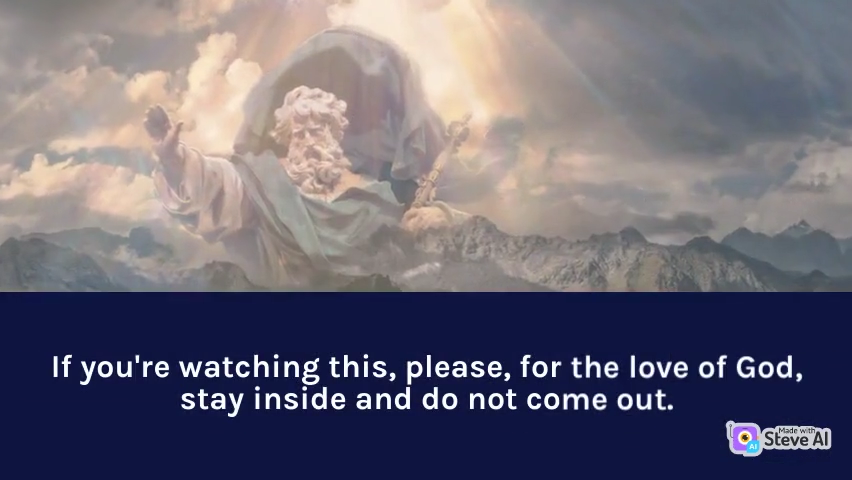 If you're watching this, please, for the love of God,
stay inside and do not come out.
Made with
Steve AI
AI